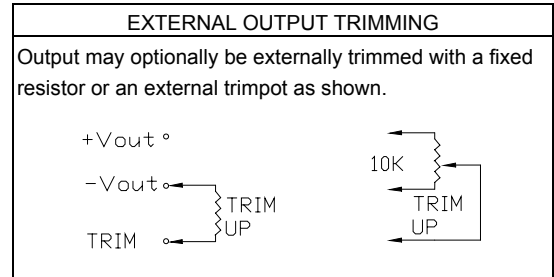 EXTERNAL OUTPUT TRIMMING
Output may optionally be externally trimmed with a fixed
resistor or an external trimpot as shown.
+Vout
-Vout
TRIM
UP
TRIM
10K
TRIM
UP